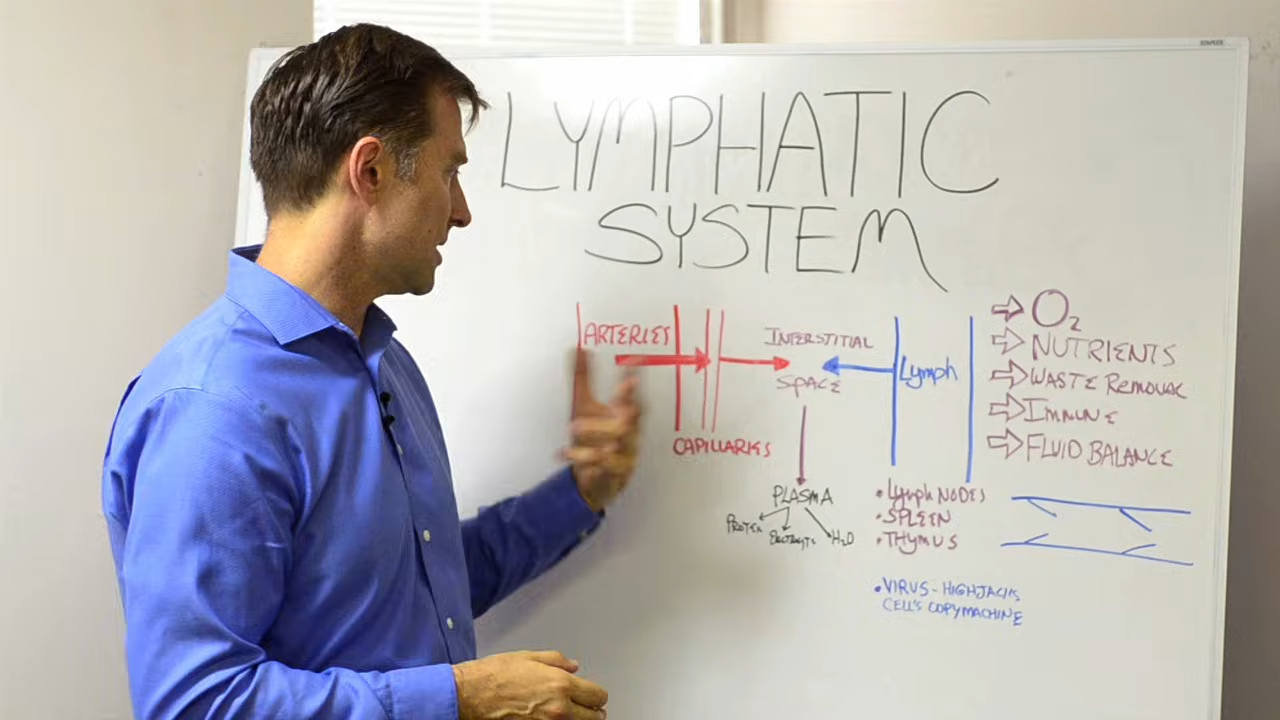 LYMPHATIC
SYSTEM
ARTERIES
CAPILLARIES
INTERSTITIAL
SPACE
Lymph
PLASMA
PROTEIN
ELECTROLYTE
H2O
• Lymph NODES
• SPLEEN
• THYMUS
• VIRUS - HIGHJACKS
CELL'S COPYMACHINE
O2
NUTRIENTS
WASTE REMOVAL
IMMUNE
FLUID BALANCE